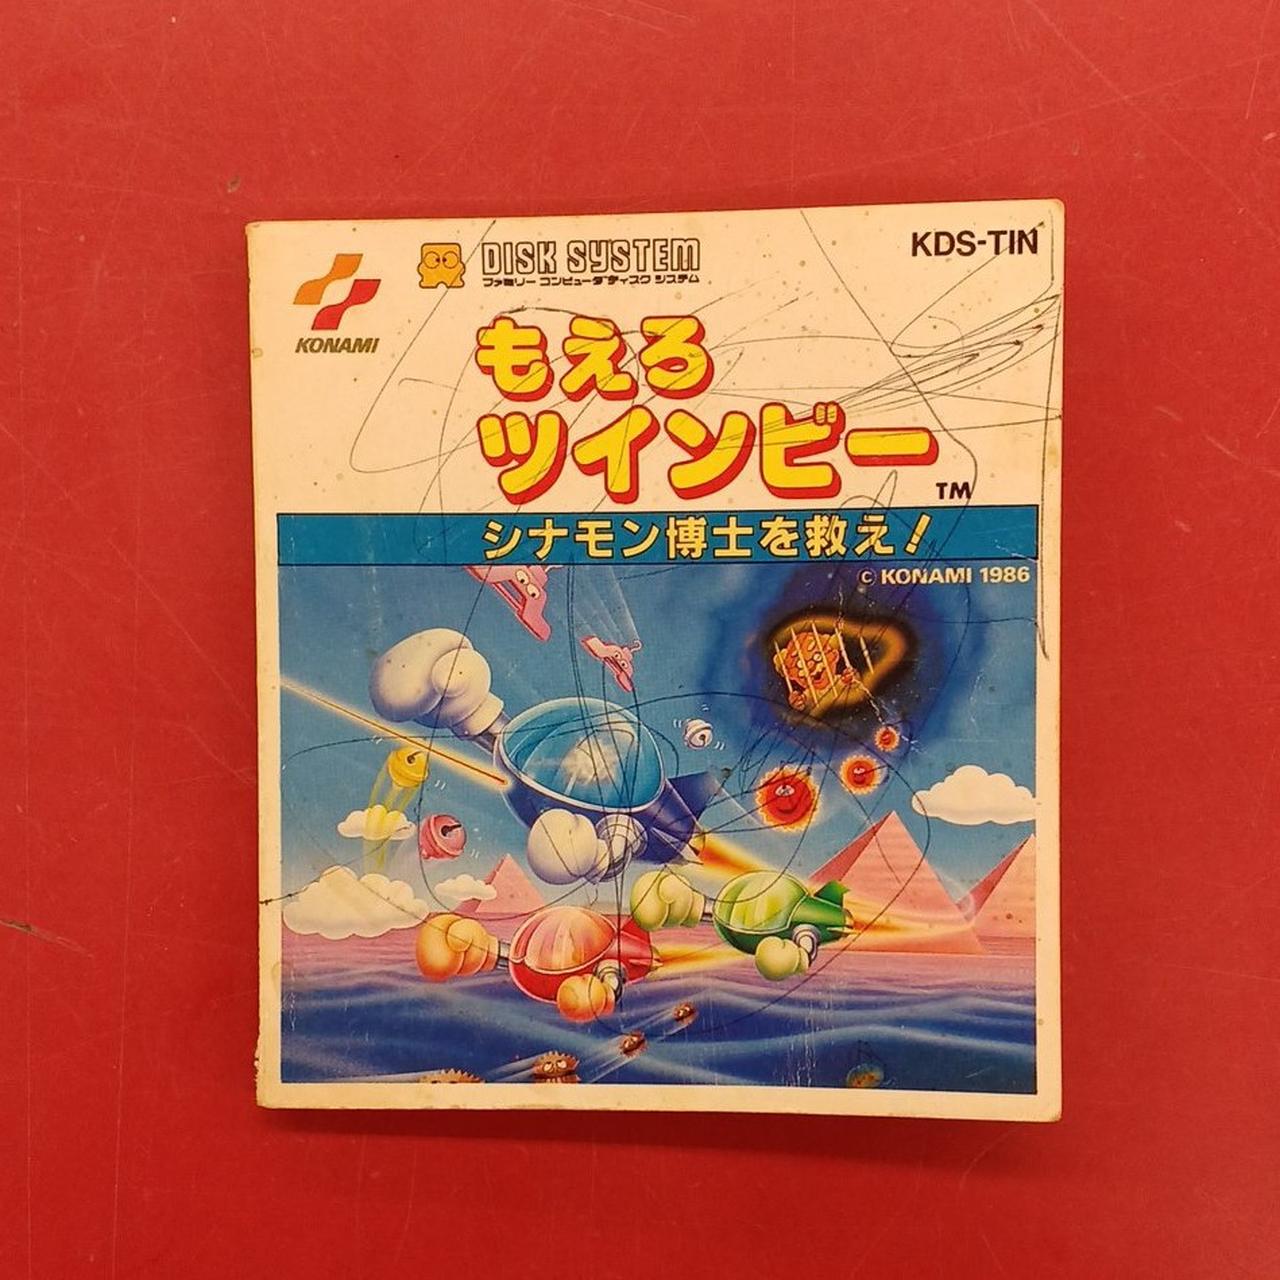 KONAMI
DISK SYSTEM
ファミリー コンピュータ ディスク システム
KDS-TIN
もえろ
ツインビー
TM
シナモン博士を救え!
© KONAMI 1986